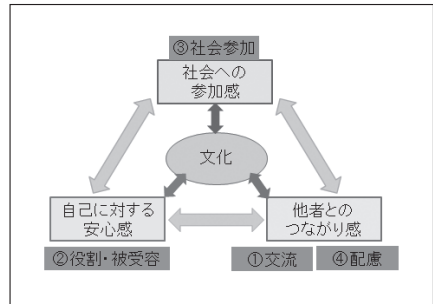 ③社会参加
社会への
参加感
文化
自己に対する
安心感
他者との
つながり感
②役割・被受容
①交流
④配慮